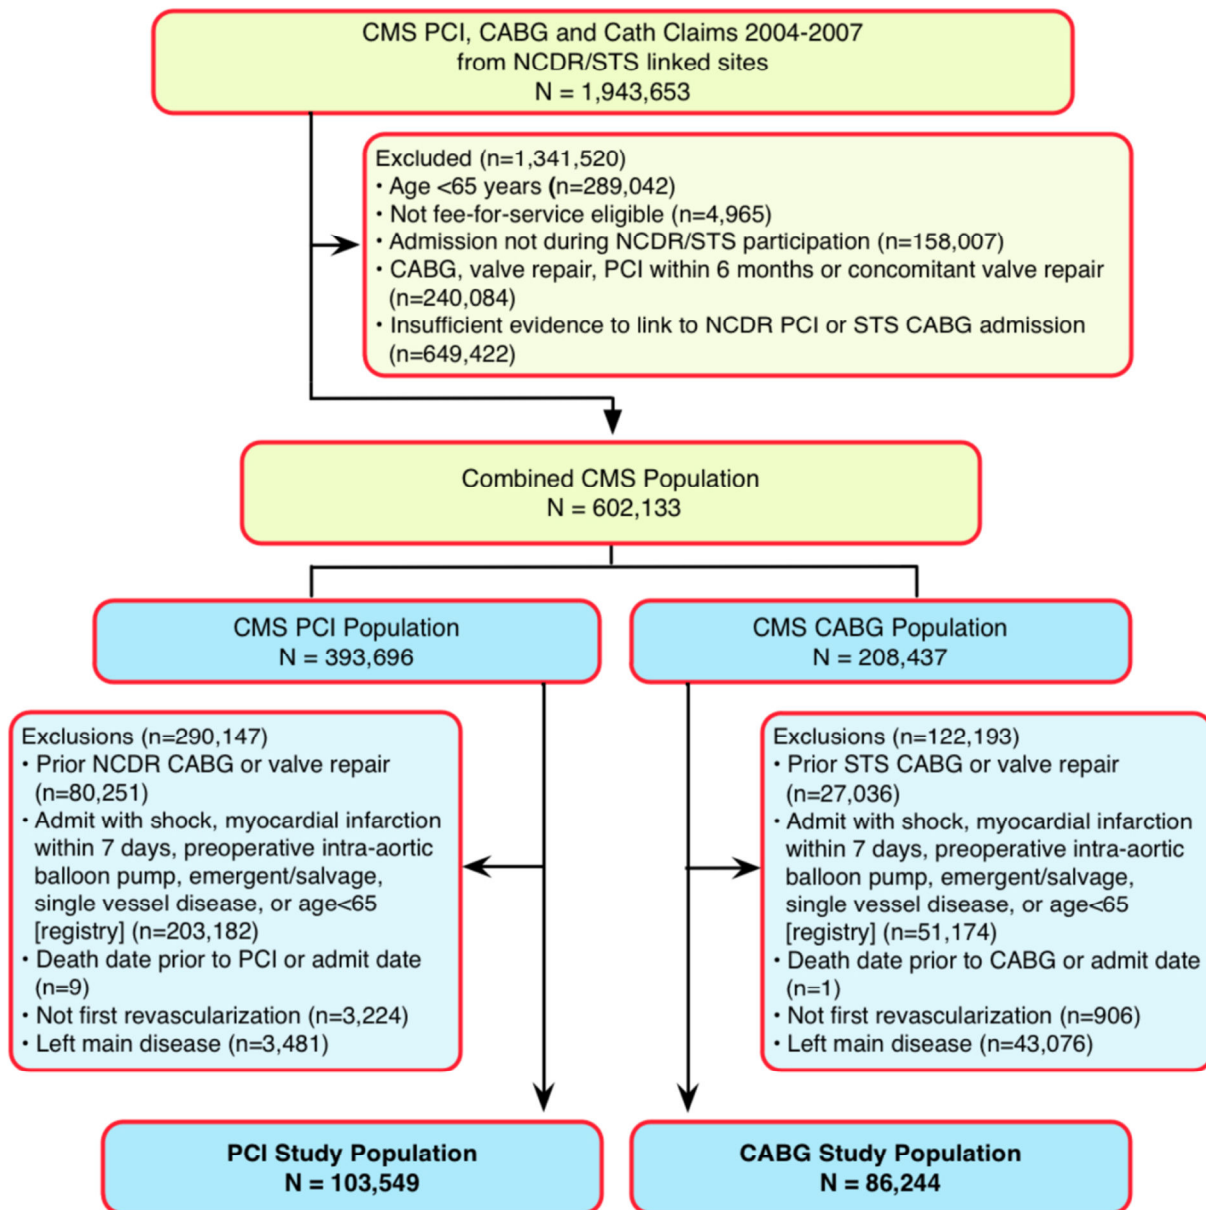 CMS PCI, CABG and Cath Claims 2004-2007
from NCDR/STS linked sites
N = 1,943,653
Excluded (n=1,341,520)
• Age <65 years (n=289,042)
• Not fee-for-service eligible (n=4,965)
• Admission not during NCDR/STS participation (n=158,007)
• CABG, valve repair, PCI within 6 months or concomitant valve repair
(n=240,084)
• Insufficient evidence to link to NCDR PCI or STS CABG admission
(n=649,422)
Combined CMS Population
N = 602,133
CMS PCI Population
N = 393,696
CMS CABG Population
N = 208,437
Exclusions (n=290,147)
• Prior NCDR CABG or valve repair
(n=80,251)
• Admit with shock, myocardial infarction
within 7 days, preoperative intra-aortic
balloon pump, emergent/salvage,
single vessel disease, or age<65
[registry] (n=203,182)
• Death date prior to PCI or admit date
(n=9)
• Not first revascularization (n=3,224)
• Left main disease (n=3,481)
Exclusions (n=122,193)
• Prior STS CABG or valve repair
(n=27,036)
• Admit with shock, myocardial infarction
within 7 days, preoperative intra-aortic
balloon pump, emergent/salvage,
single vessel disease, or age<65
[registry] (n=51,174)
• Death date prior to CABG or admit date
(n=1)
• Not first revascularization (n=906)
• Left main disease (n=43,076)
PCI Study Population
N = 103,549
CABG Study Population
N = 86,244